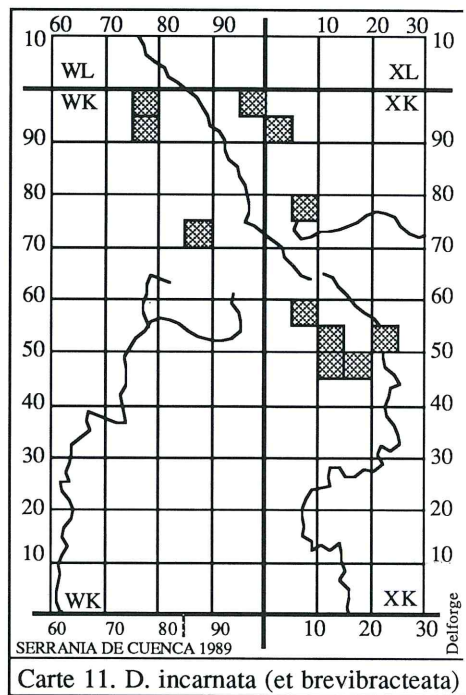 60 70 80 90 10 20 30
10 10
WL XL
WK XK
90 90
80 80
70 70
60 60
50 50
40 40
30 30
20 20
10 10
WK XK
60 70 80 90 10 20 30
SERRANIA DE CUENCA 1989
Delforge
Carte 11. D. incarnata (et brevibracteata)